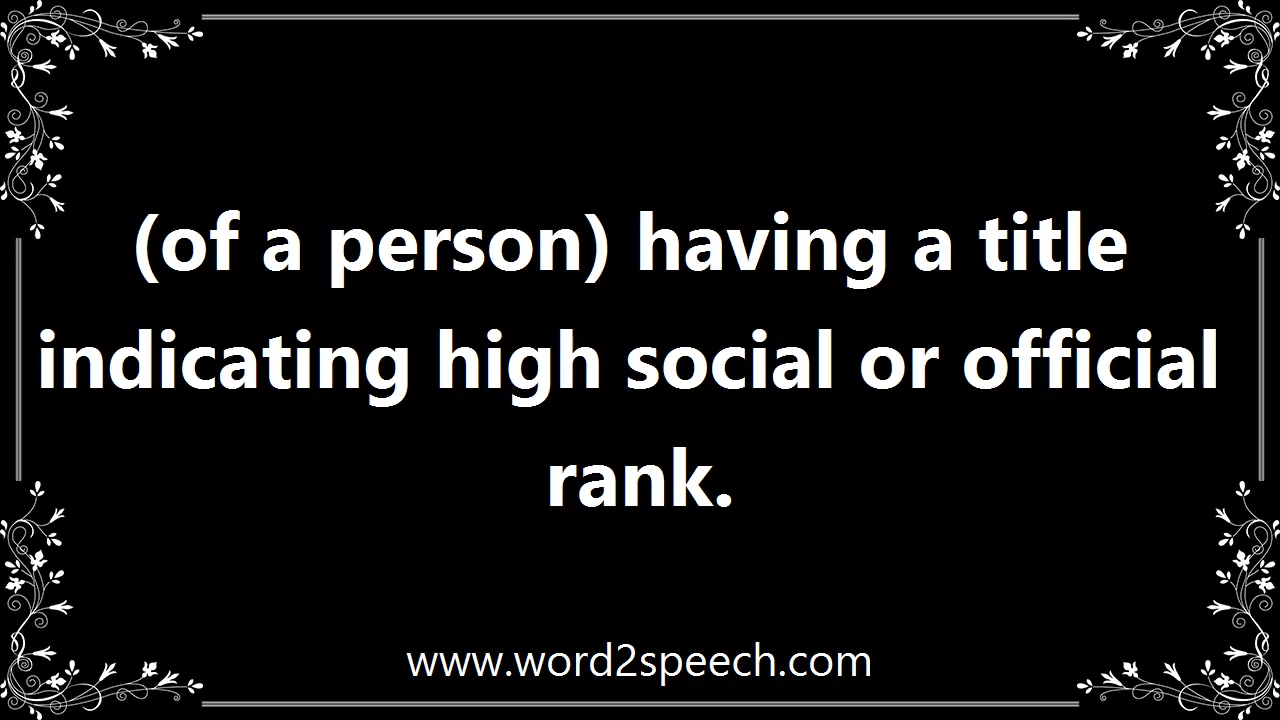 (of a person) having a title
indicating high social or official
rank.
www.word2speech.com